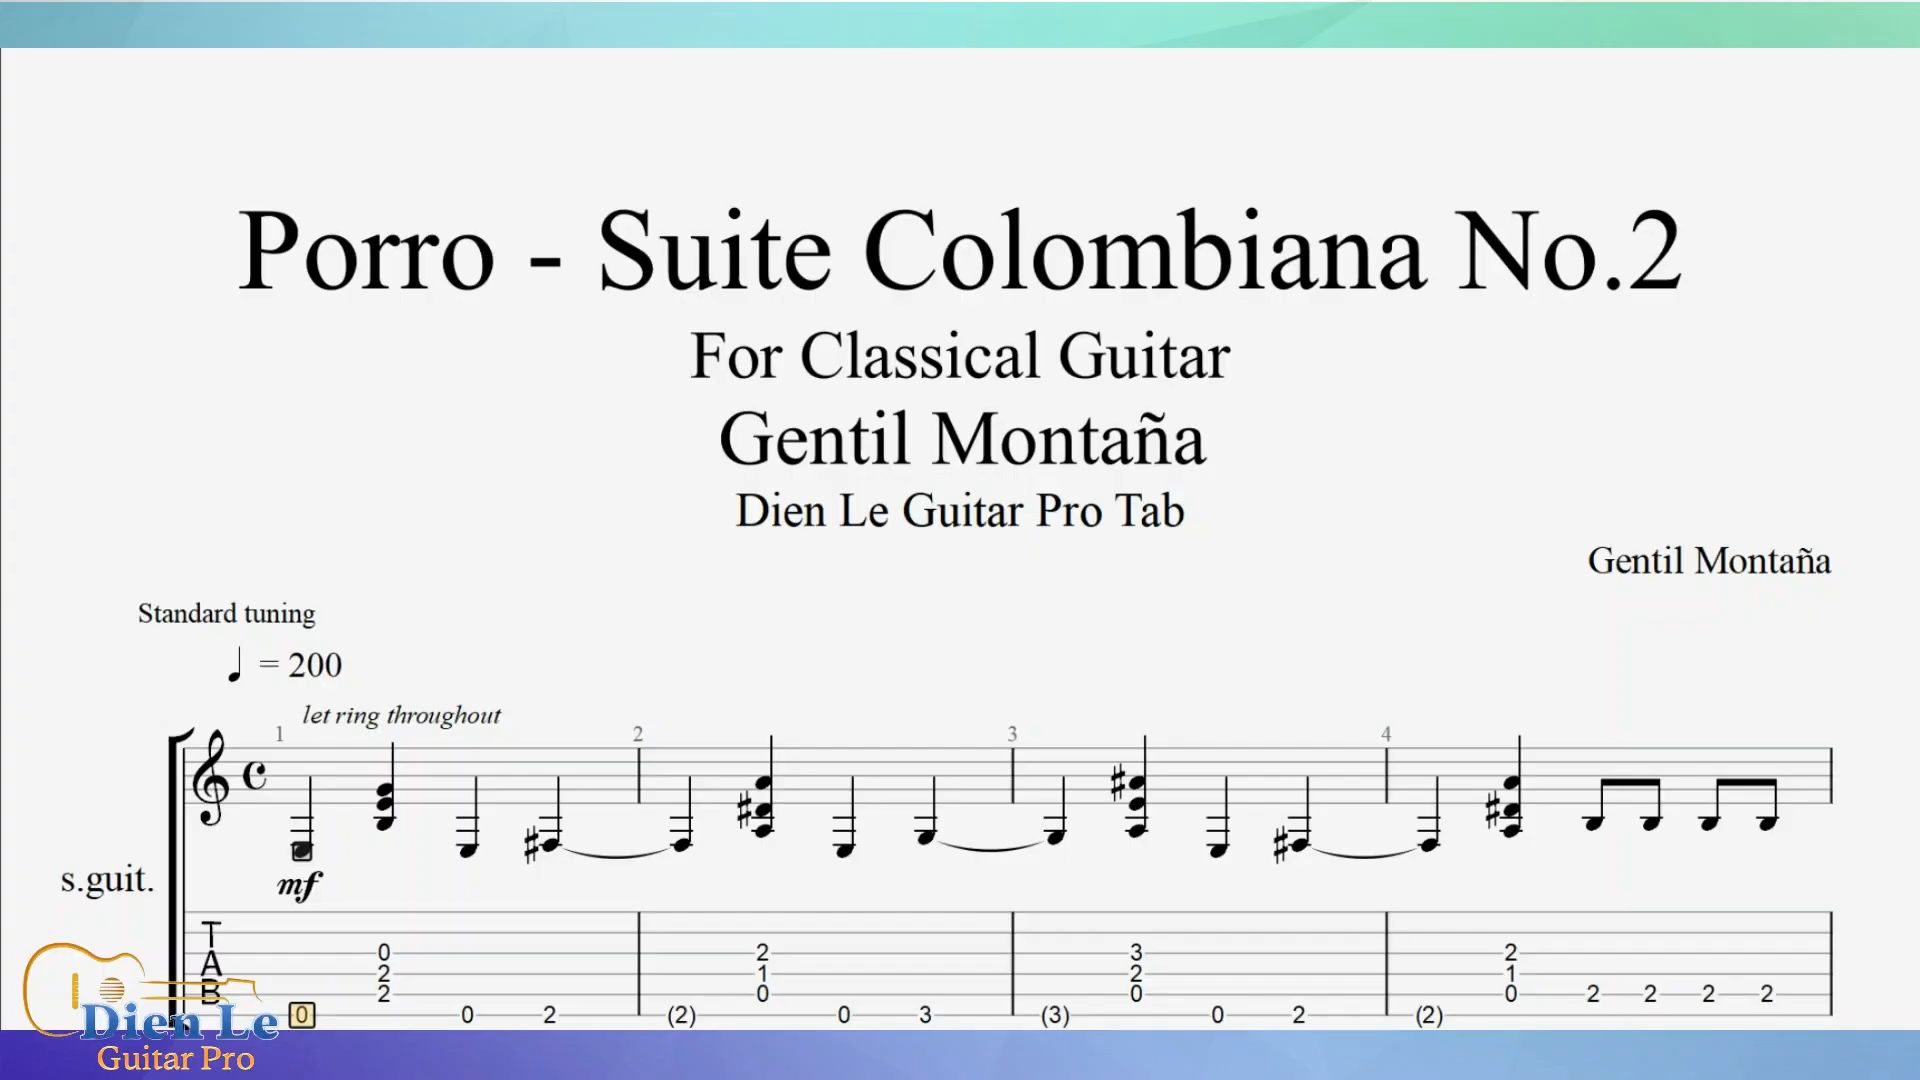 Porro - Suite Colombiana No.2
For Classical Guitar
Gentil Montaña
Dien Le Guitar Pro Tab
Gentil Montaña
Standard tuning
= 200
let ring throughout
1 2 3 4
s.guit.
mf
T
A
B
0 2 3 2
2 1 2 1
2 0 0 0 2 2 2 2
0 0 2 (2) 0 3 (3) 0 2 (2)
Dien Le
Guitar Pro